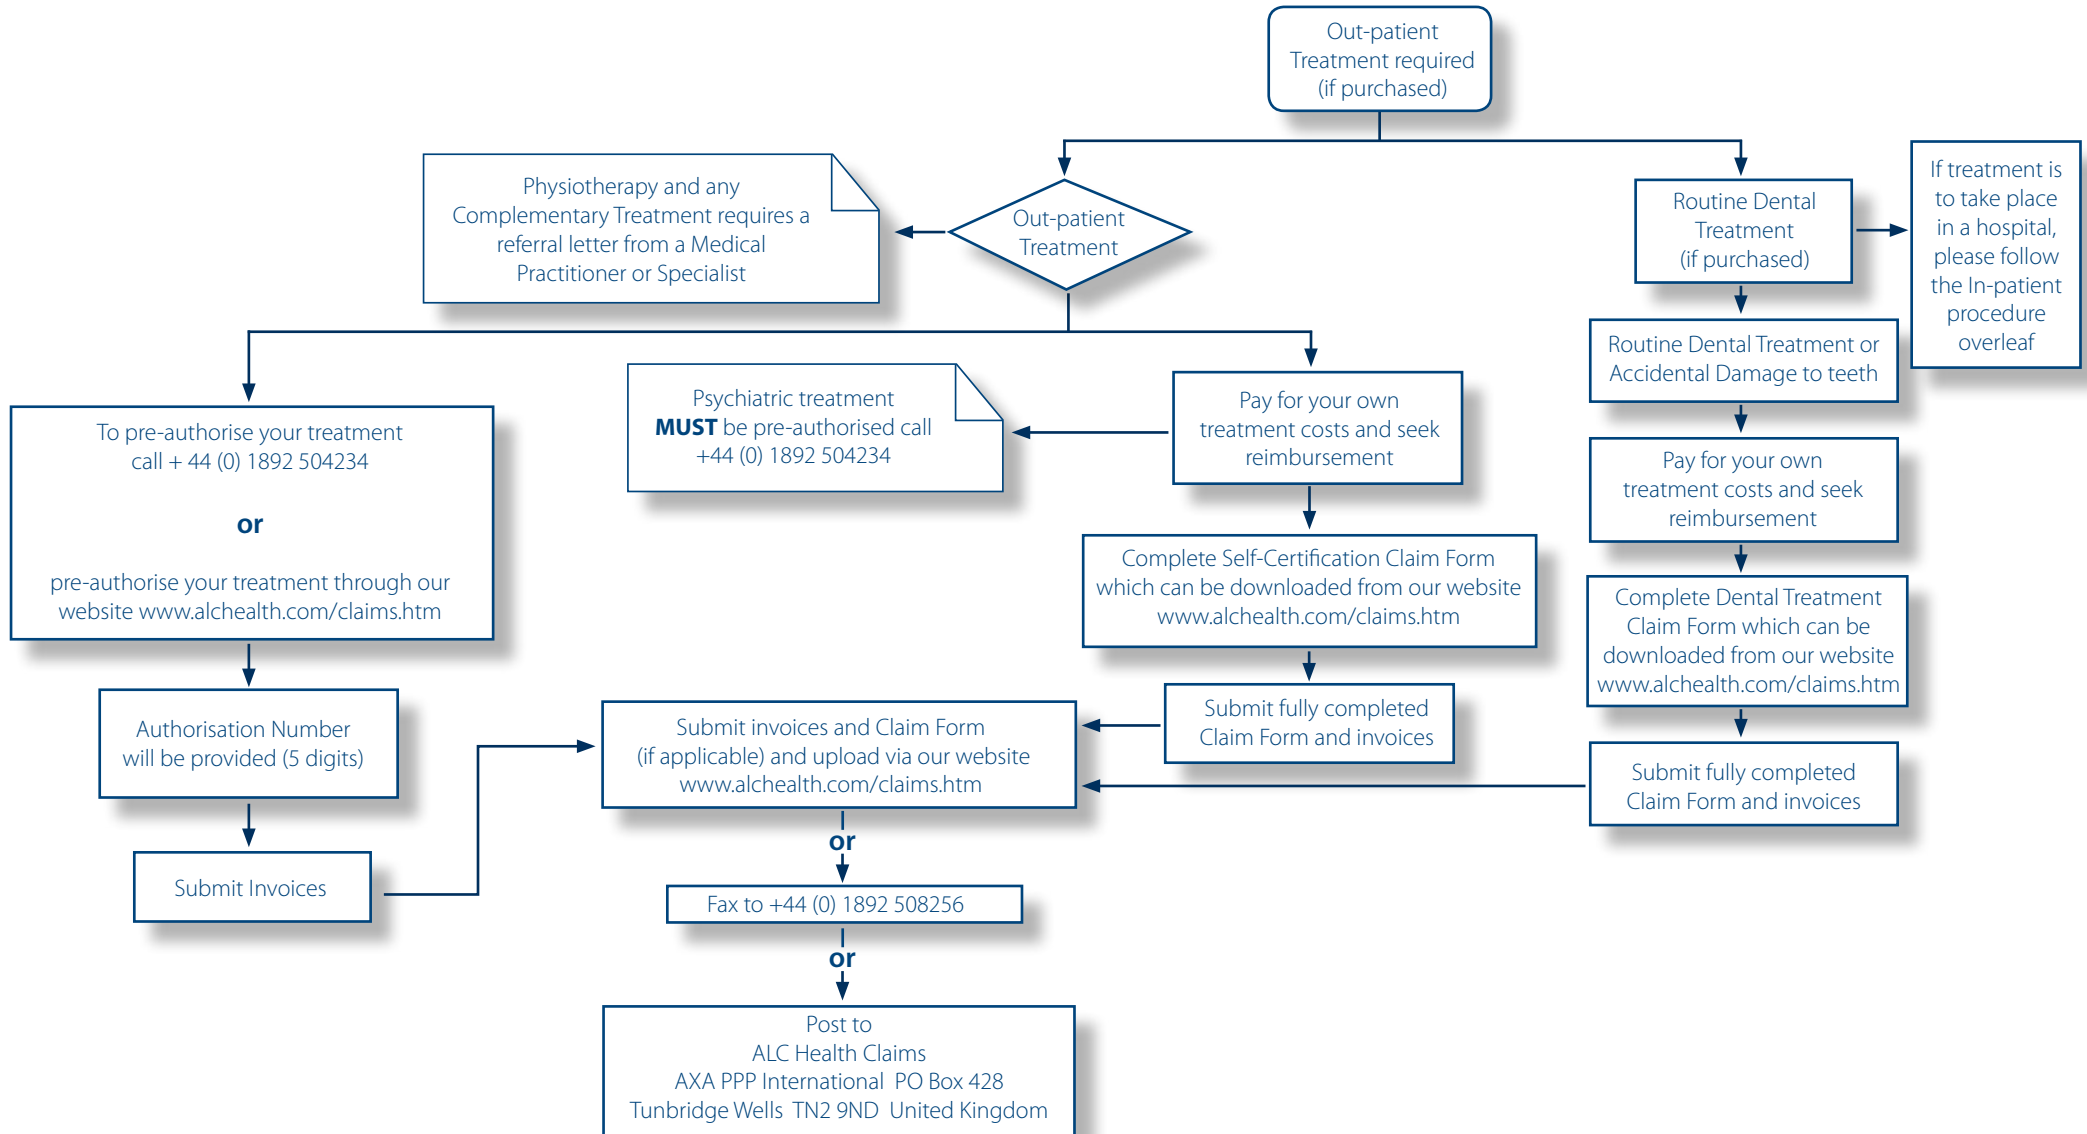 Out-patient
Treatment required
(if purchased)
Physiotherapy and any
Complementary Treatment requires a
referral letter from a Medical
Practitioner or Specialist
Out-patient
Treatment
Routine Dental
Treatment
(if purchased)
If treatment is
to take place
in a hospital,
please follow
the In-patient
procedure
overleaf
Routine Dental Treatment or
Accidental Damage to teeth
To pre-authorise your treatment
call + 44 (0) 1892 504234
or
pre-authorise your treatment through our
website www.alchealth.com/claims.htm
Psychiatric treatment
MUST be pre-authorised call
+44 (0) 1892 504234
Pay for your own
treatment costs and seek
reimbursement
Pay for your own
treatment costs and seek
reimbursement
Complete Self-Certification Claim Form
which can be downloaded from our website
www.alchealth.com/claims.htm
Complete Dental Treatment
Claim Form which can be
downloaded from our website
www.alchealth.com/claims.htm
Authorisation Number
will be provided (5 digits)
Submit invoices and Claim Form
(if applicable) and upload via our website
www.alchealth.com/claims.htm
Submit fully completed
Claim Form and invoices
Submit fully completed
Claim Form and invoices
Submit Invoices
or
Fax to +44 (0) 1892 508256
or
Post to
ALC Health Claims
AXA PPP International PO Box 428
Tunbridge Wells TN2 9ND United Kingdom